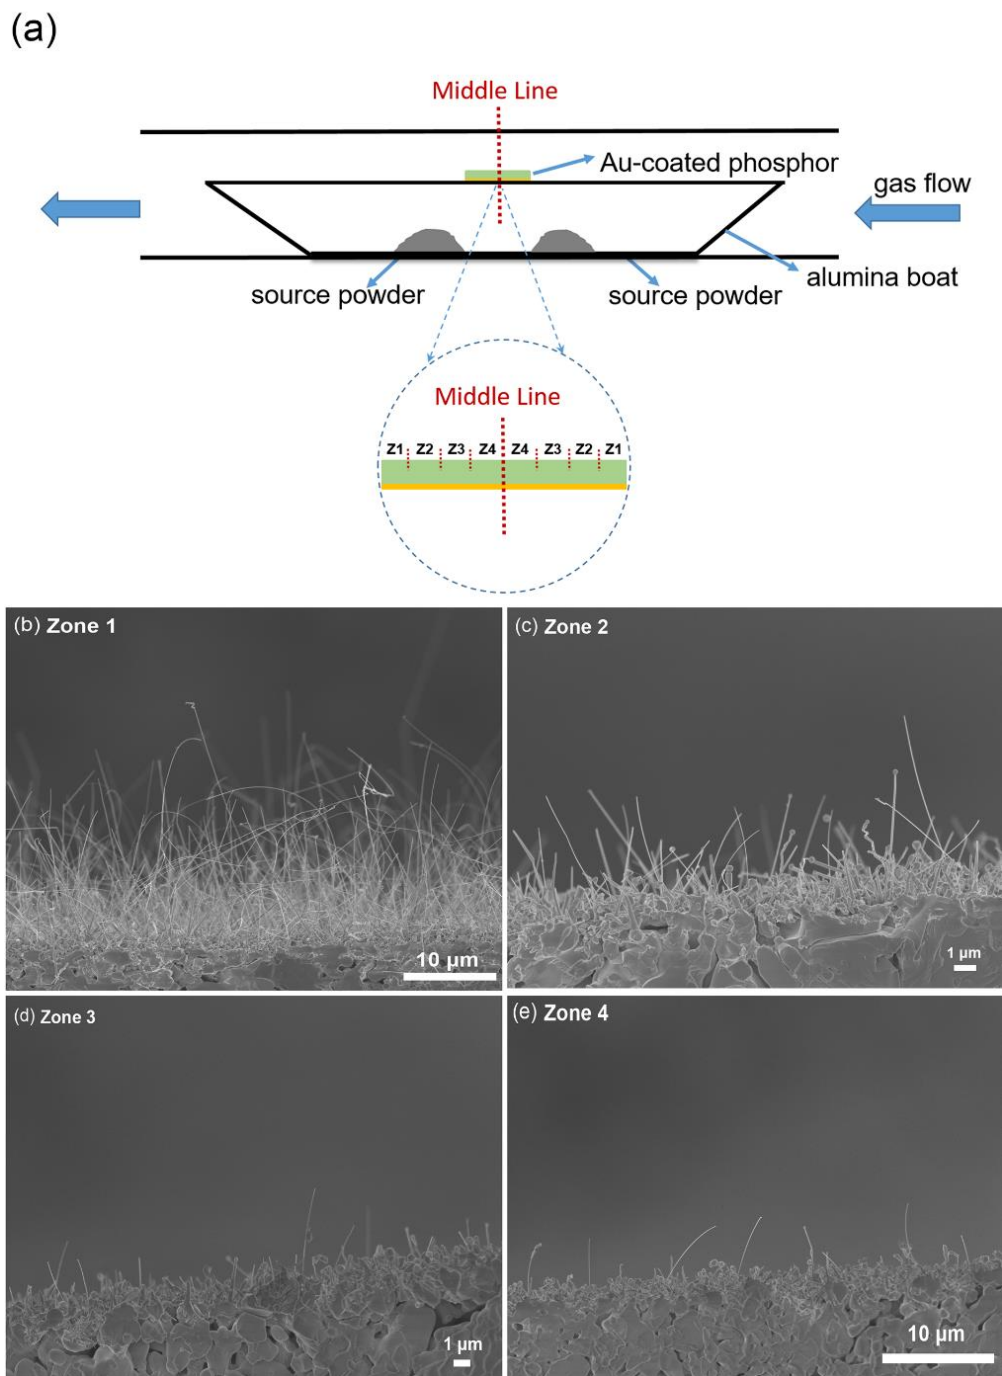 (a)
Middle Line
Au-coated phosphor
gas flow
alumina boat
source powder
source powder
Middle Line
Z1 Z2 Z3 Z4 Z4 Z3 Z2 Z1
(b) Zone 1
10 µm
(c) Zone 2
1 µm
(d) Zone 3
1 µm
(e) Zone 4
10 µm